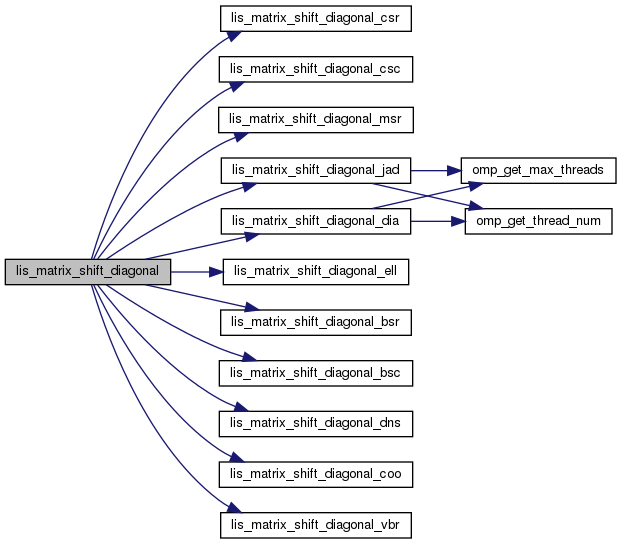 lis_matrix_shift_diagonal_csr
lis_matrix_shift_diagonal_csc
lis_matrix_shift_diagonal_msr
lis_matrix_shift_diagonal_jad
omp_get_max_threads
lis_matrix_shift_diagonal_dia
omp_get_thread_num
lis_matrix_shift_diagonal
lis_matrix_shift_diagonal_ell
lis_matrix_shift_diagonal_bsr
lis_matrix_shift_diagonal_bsc
lis_matrix_shift_diagonal_dns
lis_matrix_shift_diagonal_coo
lis_matrix_shift_diagonal_vbr